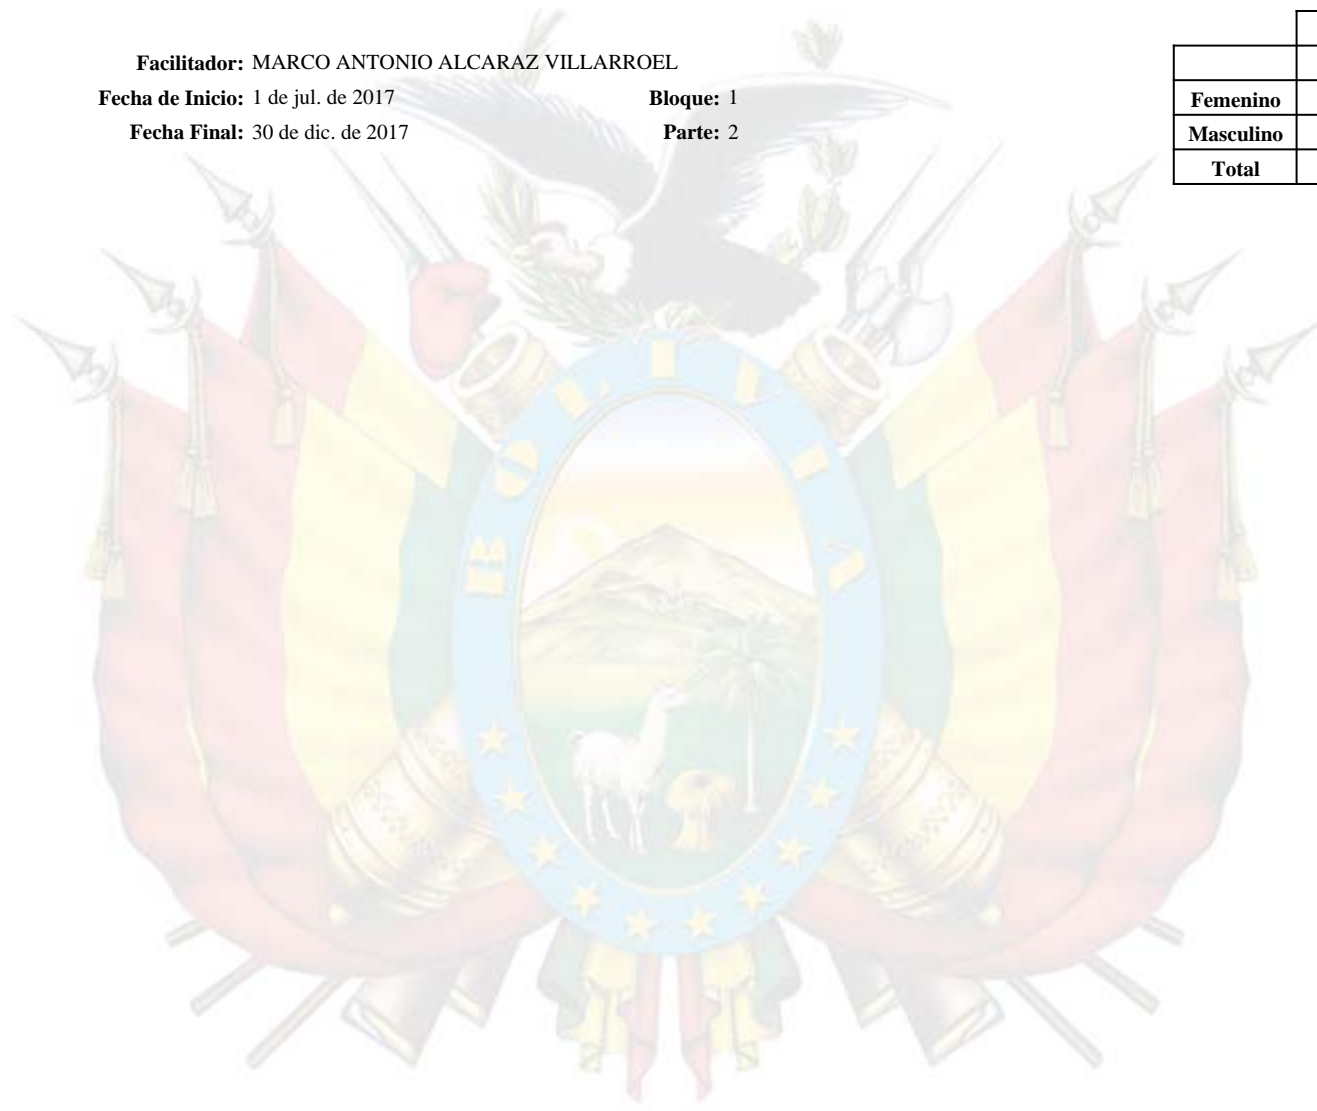 Facilitador: MARCO ANTONIO ALCARAZ VILLARROEL
Fecha de Inicio: 1 de jul. de 2017 Bloque: 1
Fecha Final: 30 de dic. de 2017 Parte: 2
Femenino
Masculino
Total
BOLIVIA